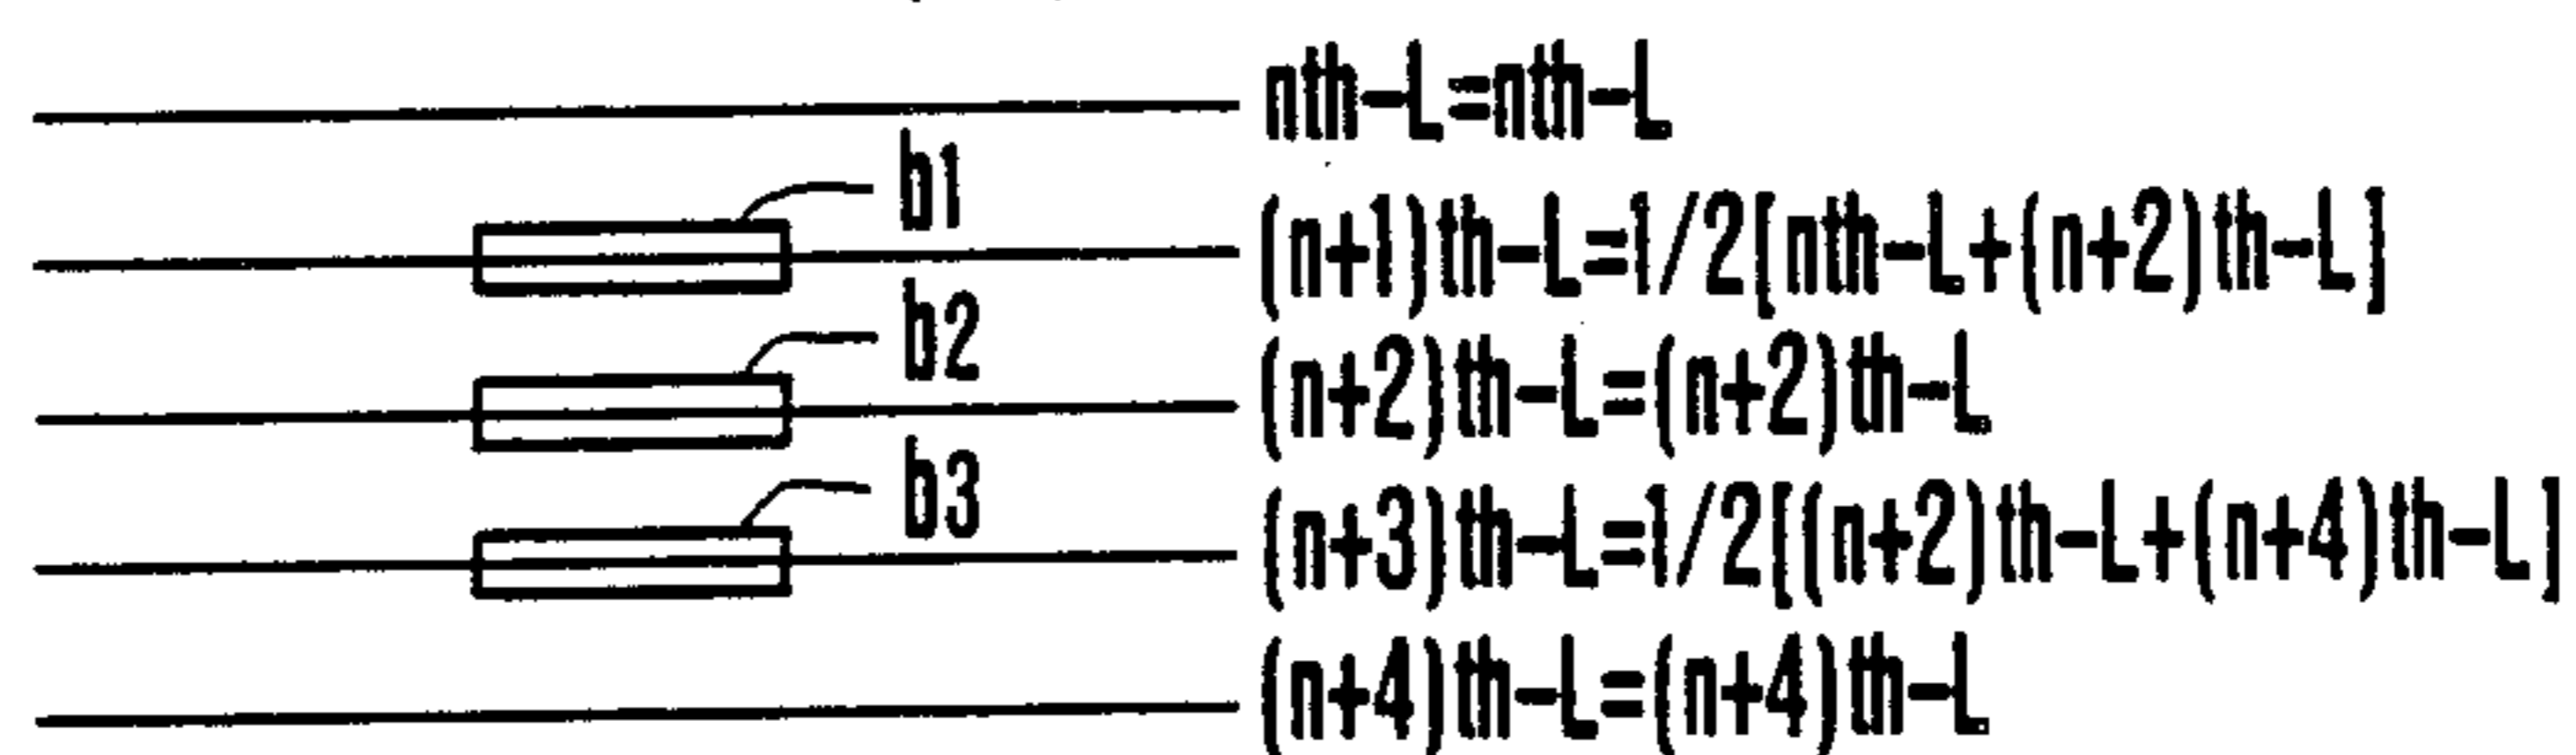 nth-L=nth-L
b1
(n+1)th-L=1/2[nth-L+(n+2)th-L]
b2
(n+2)th-L=(n+2)th-L
b3
(n+3)th-L=1/2[(n+2)th-L+(n+4)th-L]
(n+4)th-L=(n+4)th-L